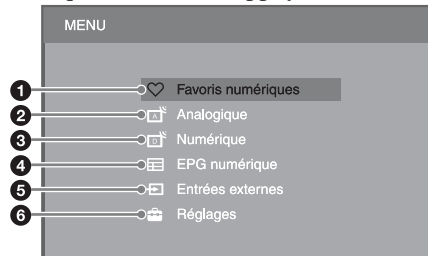 MENU
1 Favoris numériques
2 A Analogique
3 D Numérique
4 EPG numérique
5 Entrées externes
6 Réglages